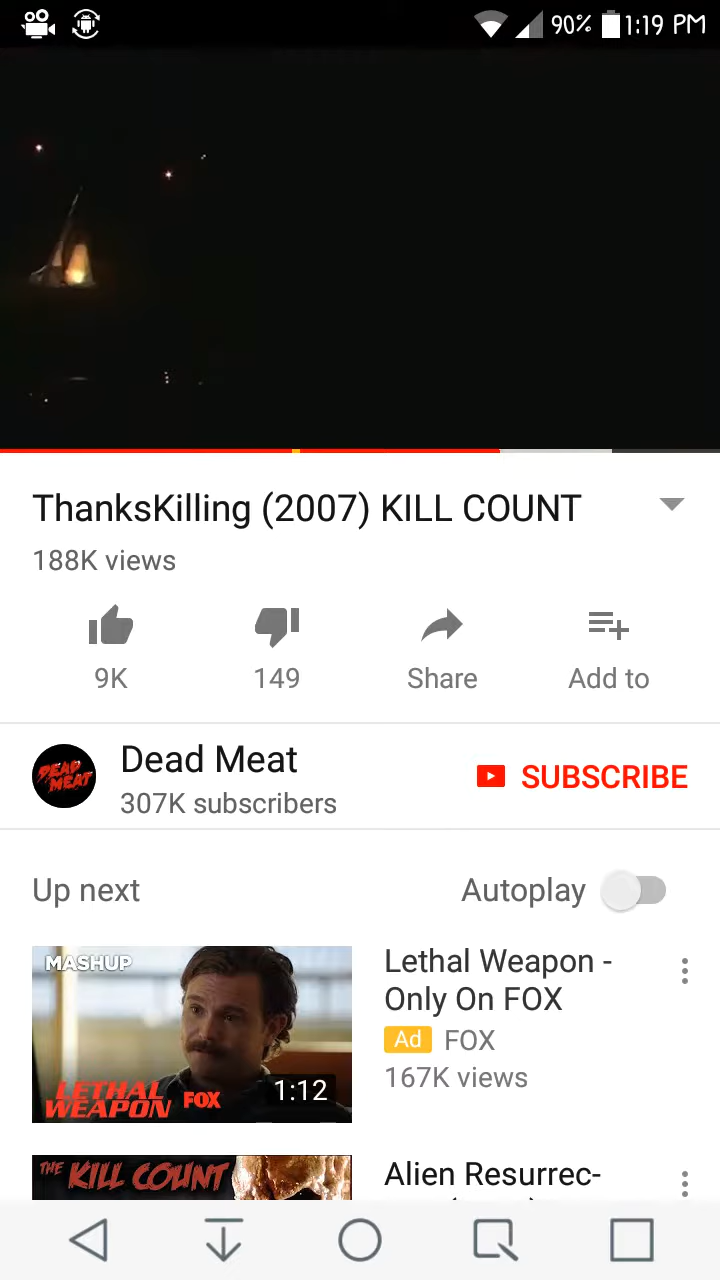 90% 1:19 PM
ThanksKilling (2007) KILL COUNT
188K views
9K
149
Share
Add to
DEAD
MEAT
Dead Meat
307K subscribers
SUBSCRIBE
Up next
Autoplay
MASHUP
LETHAL
WEAPON
FOX
1:12
Lethal Weapon -
Only On FOX
Ad FOX
167K views
THE KILL COUNT
Alien Resurrec-